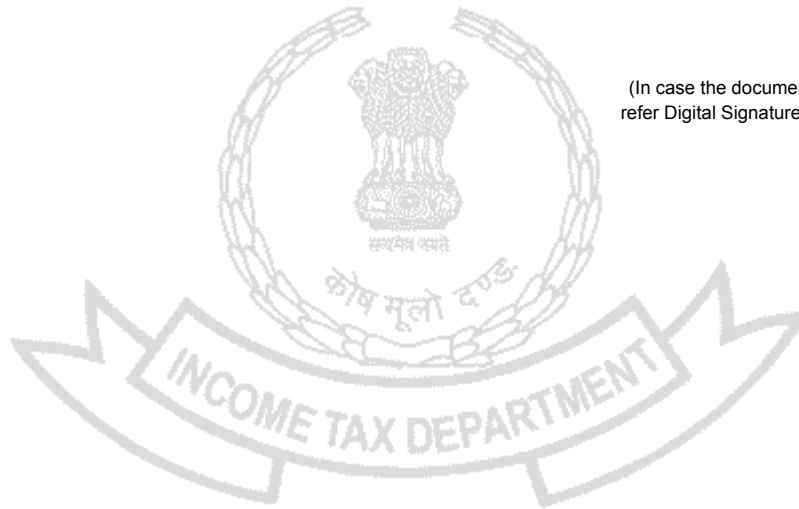 (In case the docume
refer Digital Signature
सत्यमेव जयते
कोष मूलो दण्डः
INCOME TAX DEPARTMENT